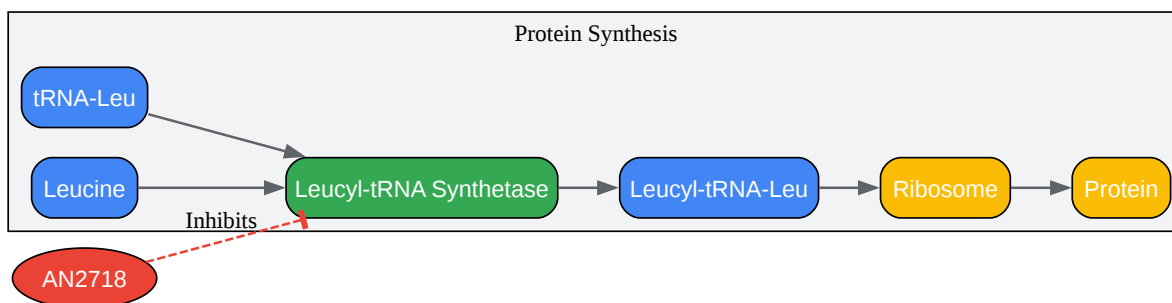 Protein Synthesis
tRNA-Leu
Leucine
Leucyl-tRNA Synthetase
Leucyl-tRNA-Leu
Ribosome
Protein
Inhibits
AN2718